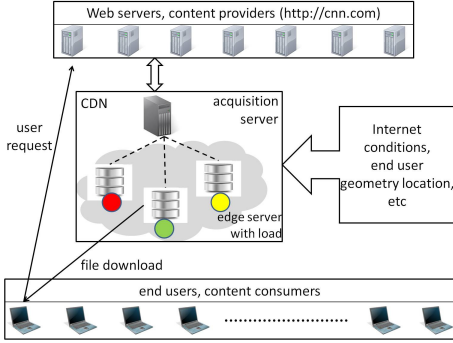 Web servers, content providers (http://cnn.com)
CDN
acquisition
server
user
request
Internet
conditions,
end user
geometry location,
etc
edge server
with load
file download
end users, content consumers